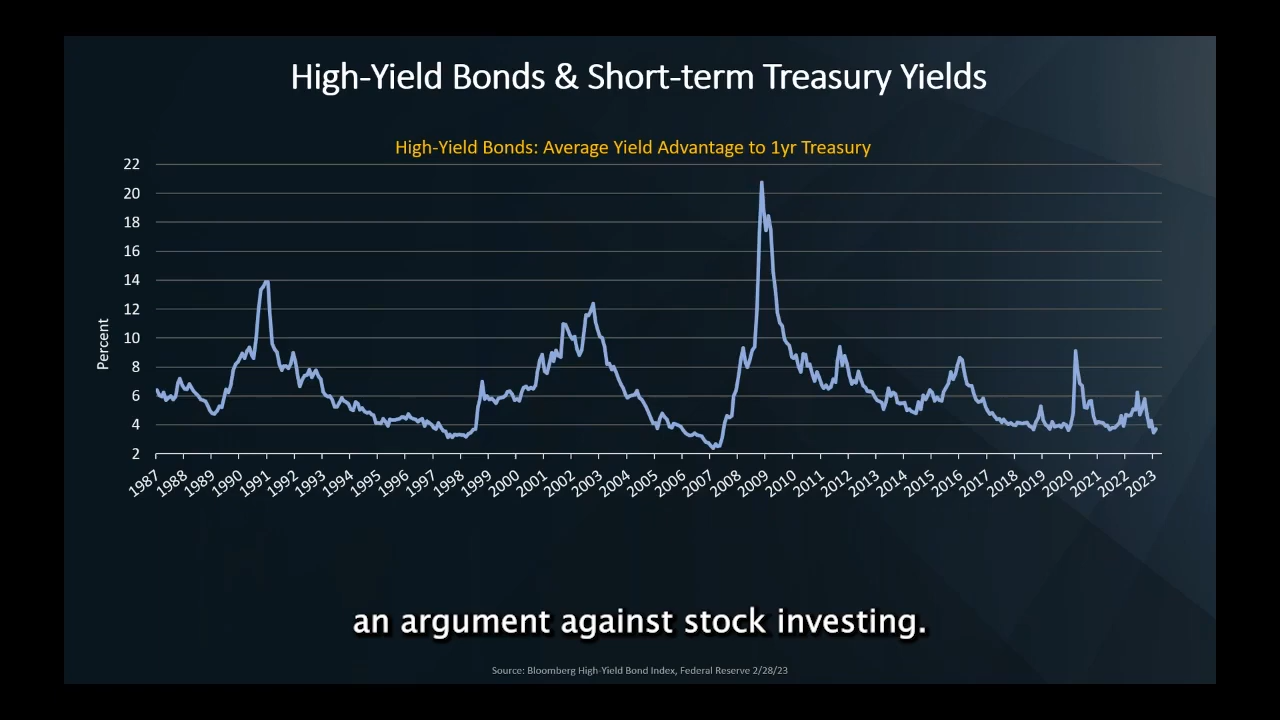 High-Yield Bonds & Short-term Treasury Yields
High-Yield Bonds: Average Yield Advantage to 1yr Treasury
22
20
18
16
14
12
10
8
6
4
2
Percent
1987 1988 1989 1990 1991 1992 1993 1994 1995 1996 1997 1998 1999 2000 2001 2002 2003 2004 2005 2006 2007 2008 2009 2010 2011 2012 2013 2014 2015 2016 2017 2018 2019 2020 2021 2022 2023
an argument against stock investing.
Source: Bloomberg High-Yield Bond Index, Federal Reserve 2/28/23